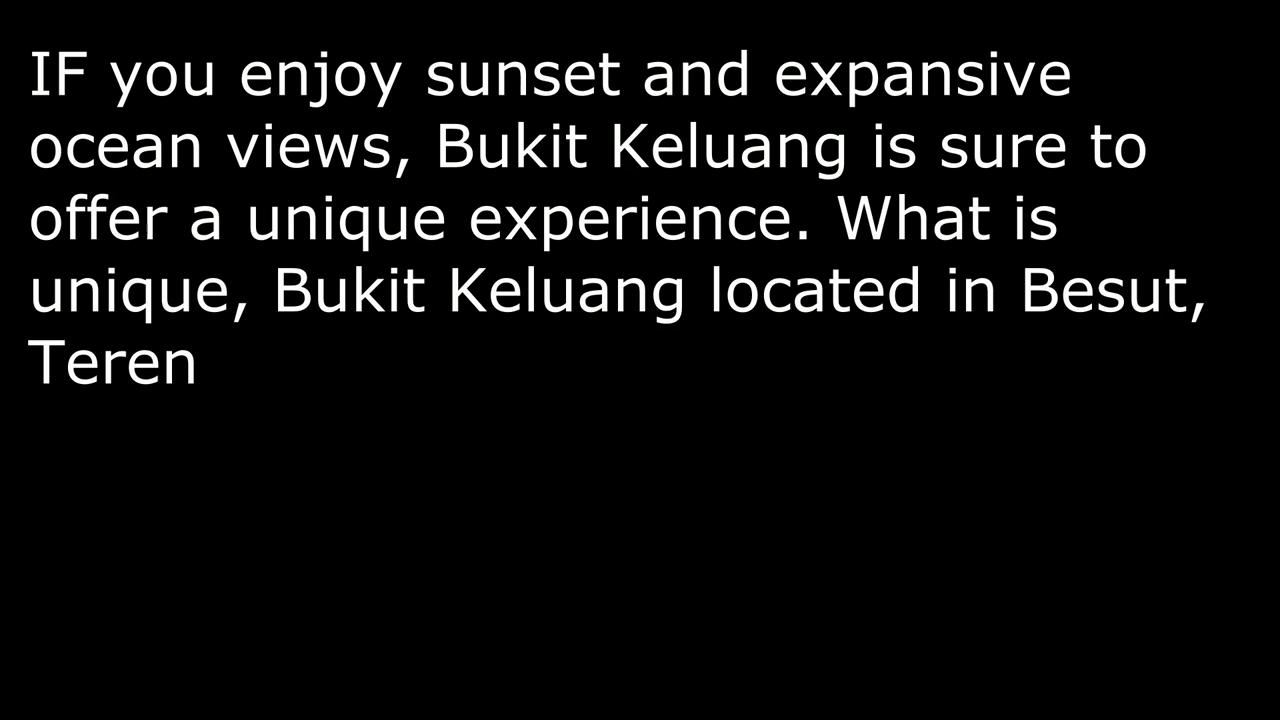 IF you enjoy sunset and expansive
ocean views, Bukit Keluang is sure to
offer a unique experience. What is
unique, Bukit Keluang located in Besut,
Teren